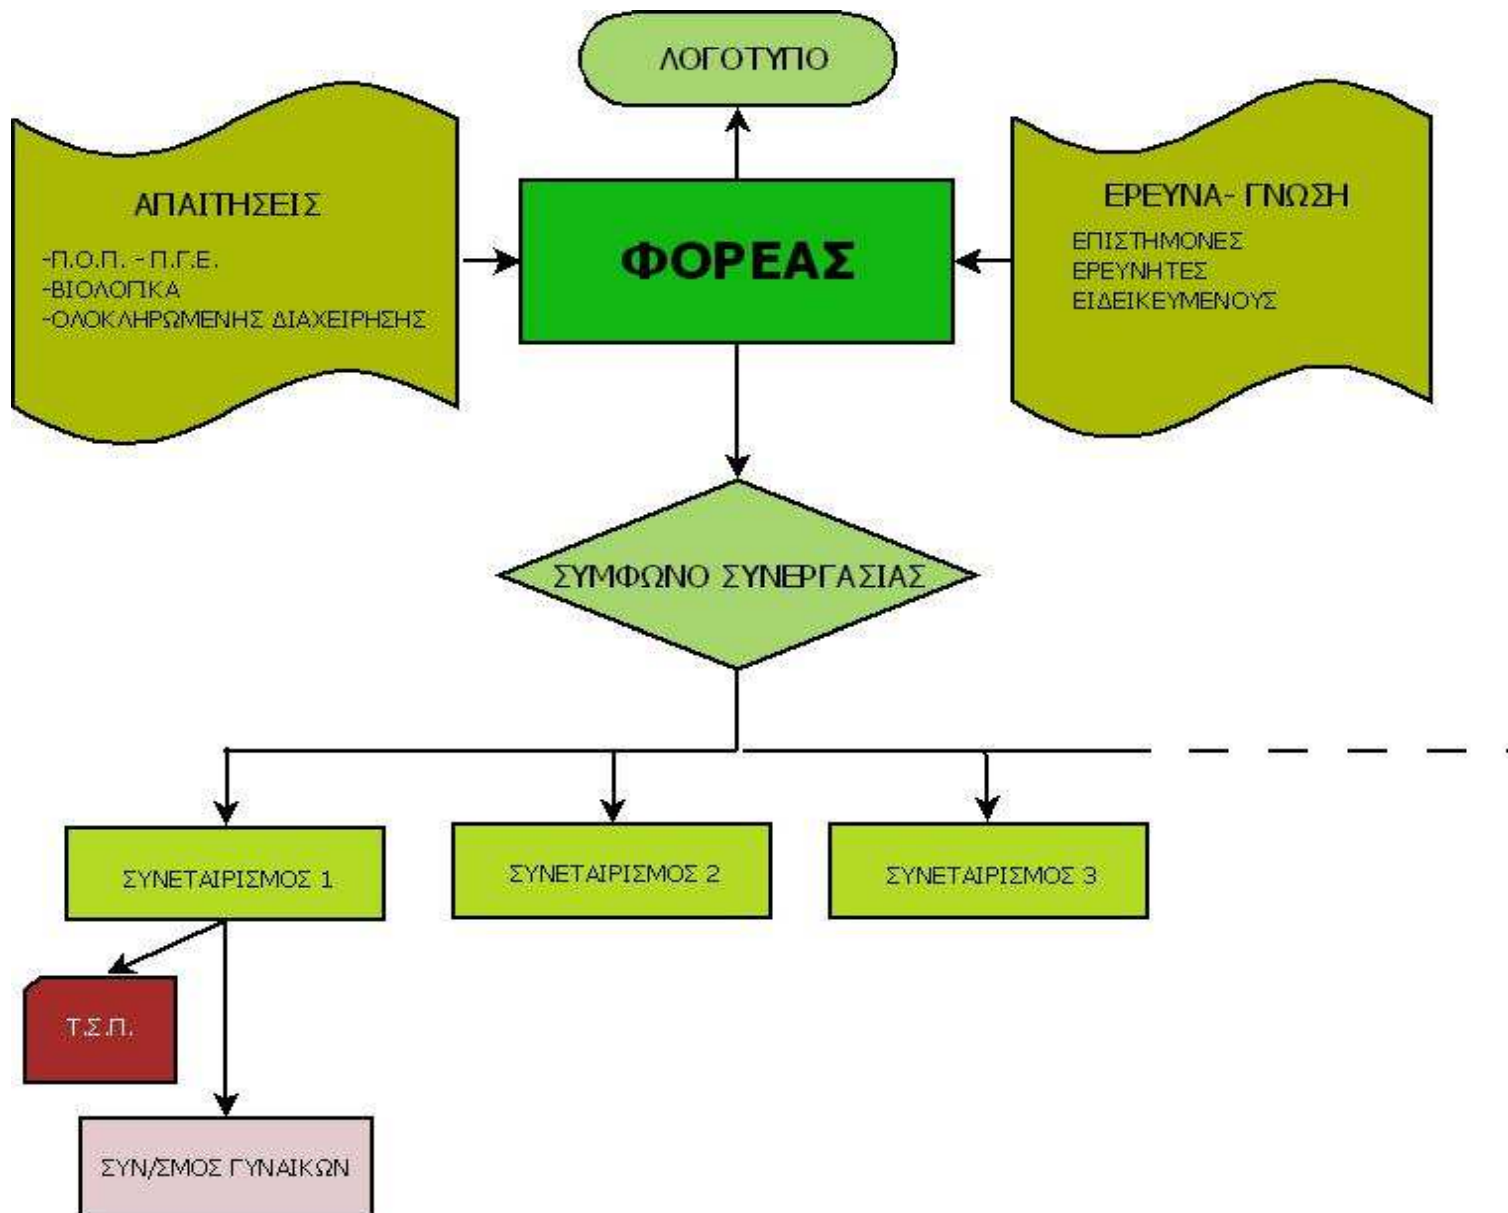 ΛΟΓΟΤΥΠΟ
ΑΠΑΙΤΗΣΕΙΣ
-Π.Ο.Π. - Π.Γ.Ε.
-ΒΙΟΛΟΓΙΚΑ
-ΟΛΟΚΛΗΡΩΜΕΝΗΣ ΔΙΑΧΕΙΡΗΣΗΣ
ΦΟΡΕΑΣ
ΕΡΕΥΝΑ- ΓΝΩΣΗ
ΕΠΙΣΤΗΜΟΝΕΣ
ΕΡΕΥΝΗΤΕΣ
ΕΙΔΕΙΚΕΥΜΕΝΟΥΣ
ΣΥΜΦΩΝΟ ΣΥΝΕΡΓΑΣΙΑΣ
ΣΥΝΕΤΑΙΡΙΣΜΟΣ 1
ΣΥΝΕΤΑΙΡΙΣΜΟΣ 2
ΣΥΝΕΤΑΙΡΙΣΜΟΣ 3
Τ.Σ.Π.
ΣΥΝ/ΣΜΟΣ ΓΥΝΑΙΚΩΝ